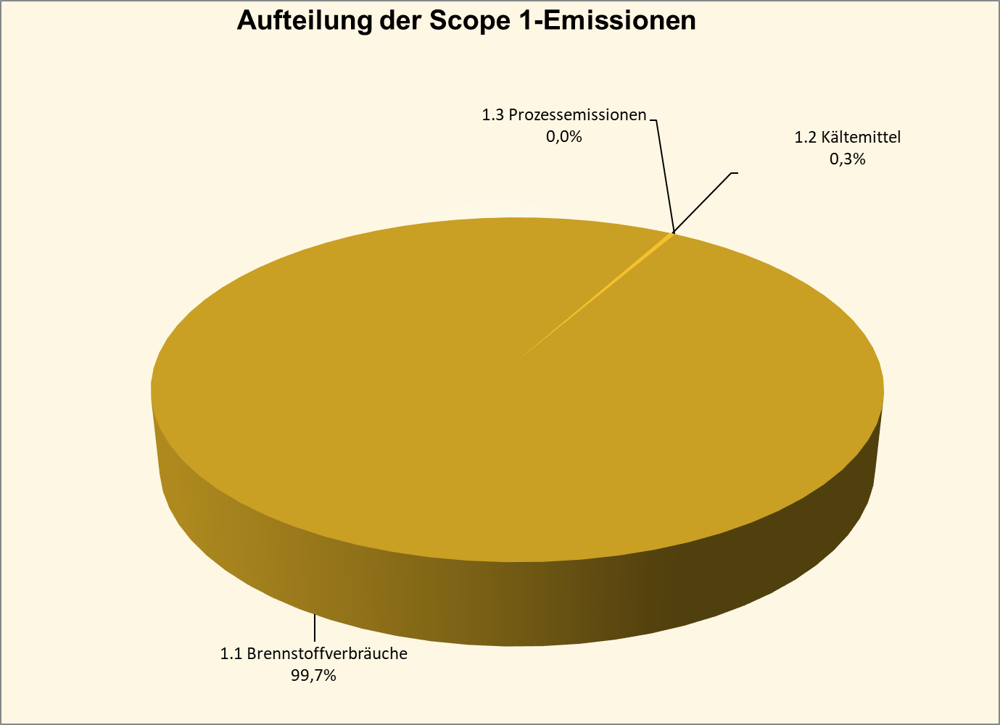 Aufteilung der Scope 1-Emissionen
1.3 Prozessemissionen
0,0%
1.2 Kältemittel
0,3%
1.1 Brennstoffverbräuche
99,7%